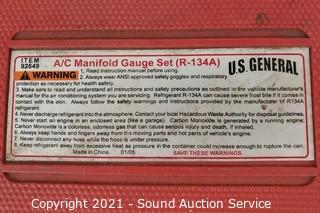 ITEM
92649
A/C Manifold Gauge Set (R-134A)
U.S. GENERAL
WARNING
1. Read instruction manual before using.
2. Always wear ANSI approved safety goggles and respiratory
protection as necessary for health safety.
3. Make sure to read and understand all instructions and safety precautions as outlined in the vehicle manufacturer's
manual for the air conditioning system you are servicing. Refrigerant R-134A can cause severe frost bite if it comes in
contact with the skin. Always follow the safety warnings and instructions provided by the manufacturer of R134A
refrigerant.
4. Never discharge refrigerant into the atmosphere. Contact your local Hazardous Waste Authority for disposal guidelines.
5. Never start an engine in an enclosed area (like a garage). Carbon Monoxide is generated by a running engine;
Carbon Monoxide is a colorless, odorless gas that can cause serious injury and death, if inhaled.
6. Always keep hands and fingers away from the moving parts and hot parts of vehicle's engine.
7. Never disconnect hoses while under pressure.
8. Never expose refrigerant to excessive heat as pressure in the container could increase enough to rupture the can.
Made in China
01/05
SAVE THESE WARNINGS.
Copyright 2021 - Sound Auction Service